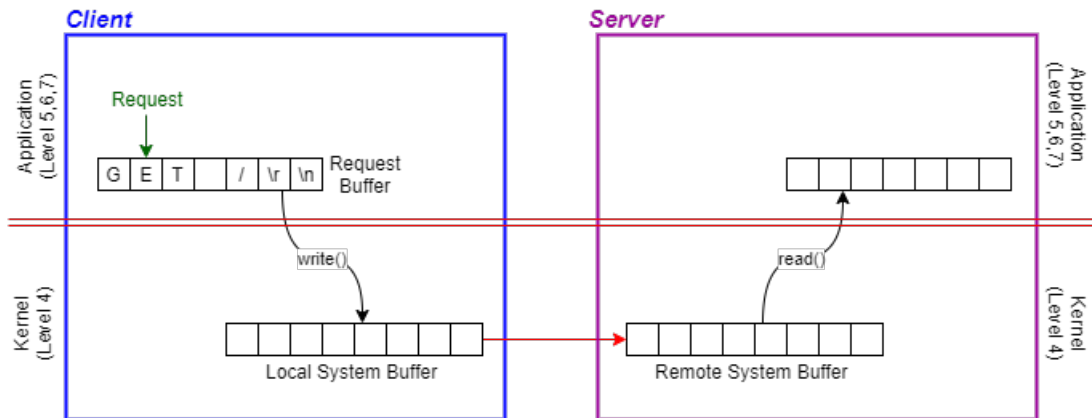 Client
Server
Application
(Level 5,6,7)
Application
(Level 5,6,7)
Request
G E T / \r \n
Request
Buffer
write()
read()
Kernel
(Level 4)
Kernel
(Level 4)
Local System Buffer
Remote System Buffer